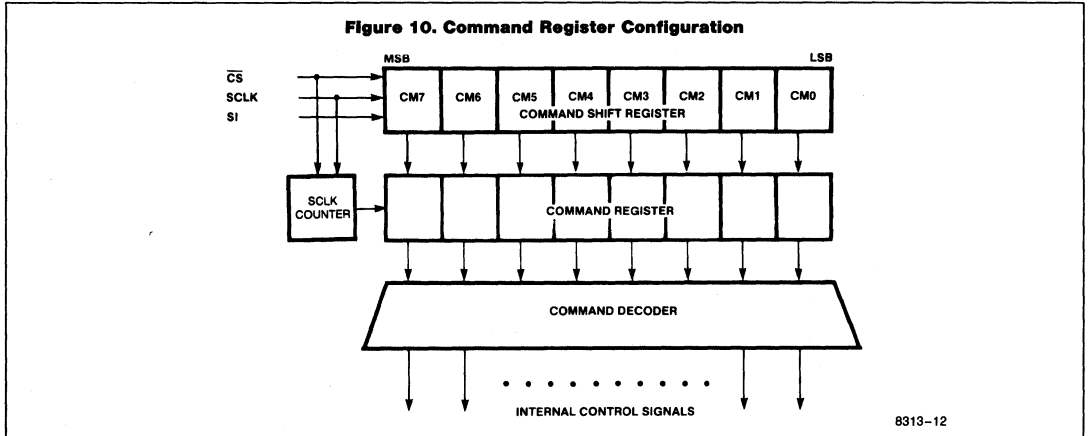 Figure 10. Command Register Configuration
MSB LSB
CS
SCLK
SI
CM7 CM6 CM5 CM4 CM3 CM2 CM1 CM0
COMMAND SHIFT REGISTER
SCLK
COUNTER
COMMAND REGISTER
COMMAND DECODER
INTERNAL CONTROL SIGNALS
8313-12